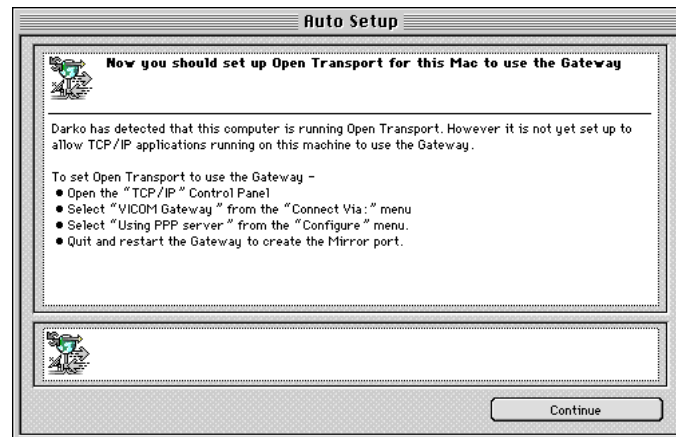 Auto Setup
Now you should set up Open Transport for this Mac to use the Gateway
Darko has detected that this computer is running Open Transport. However it is not yet set up to
allow TCP/IP applications running on this machine to use the Gateway.
To set Open Transport to use the Gateway –
● Open the "TCP/IP" Control Panel
● Select "VICOM Gateway" from the "Connect Via:" menu
● Select "Using PPP server" from the "Configure" menu.
● Quit and restart the Gateway to create the Mirror port.
Continue